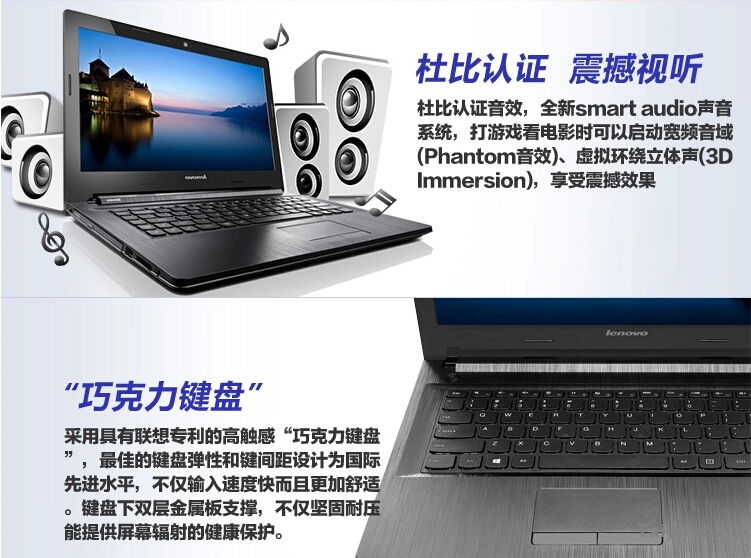 杜比认证 震撼视听
杜比认证音效，全新smart audio声音
系统，打游戏看电影时可以启动宽频音域
(Phantom音效)、虚拟环绕立体声(3D
Immersion)，享受震撼效果
lenovo
lenovo
“巧克力键盘”
采用具有联想专利的高触感“巧克力键盘
”，最佳的键盘弹性和键间距设计为国际
先进水平，不仅输入速度快而且更加舒适
。键盘下双层金属板支撑，不仅坚固耐压
能提供屏幕辐射的健康保护。
Q W E R T Y U I O P
A S D F G H J K L
Z X C V B N M